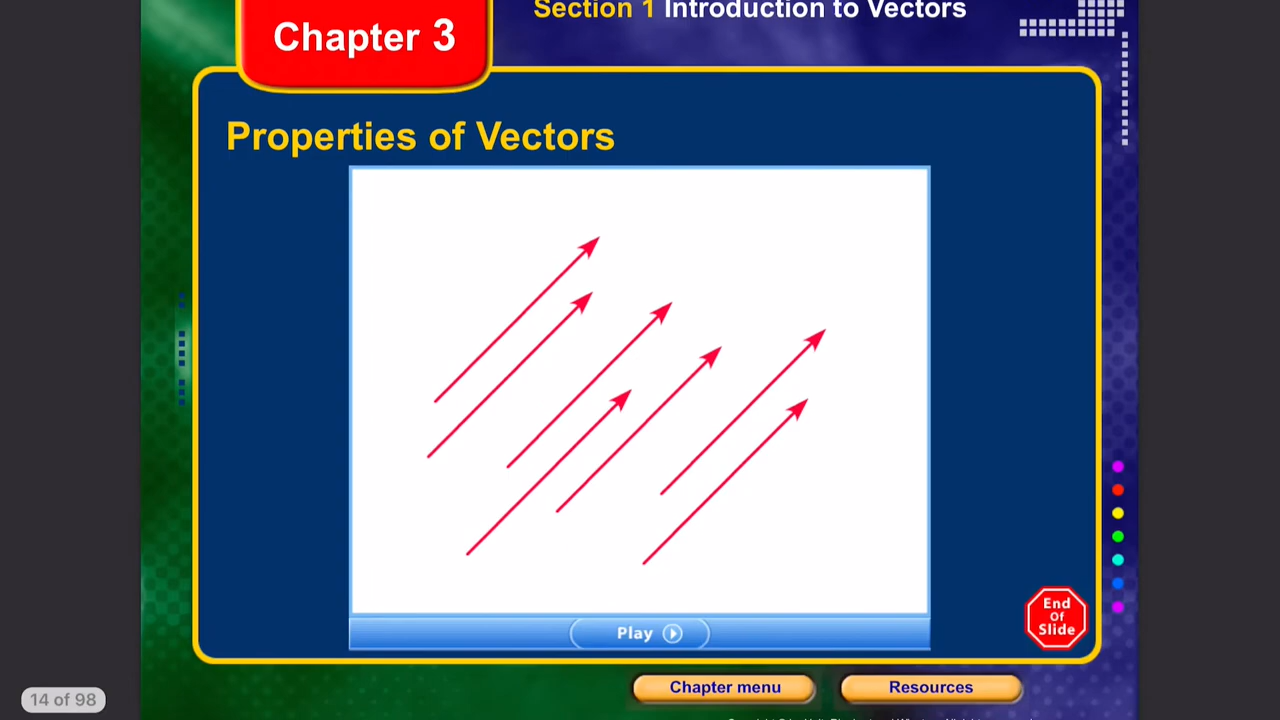 Section 1 Introduction to Vectors
Chapter 3
Properties of Vectors
Play
End
Of
Slide
Chapter menu
Resources
14 of 98